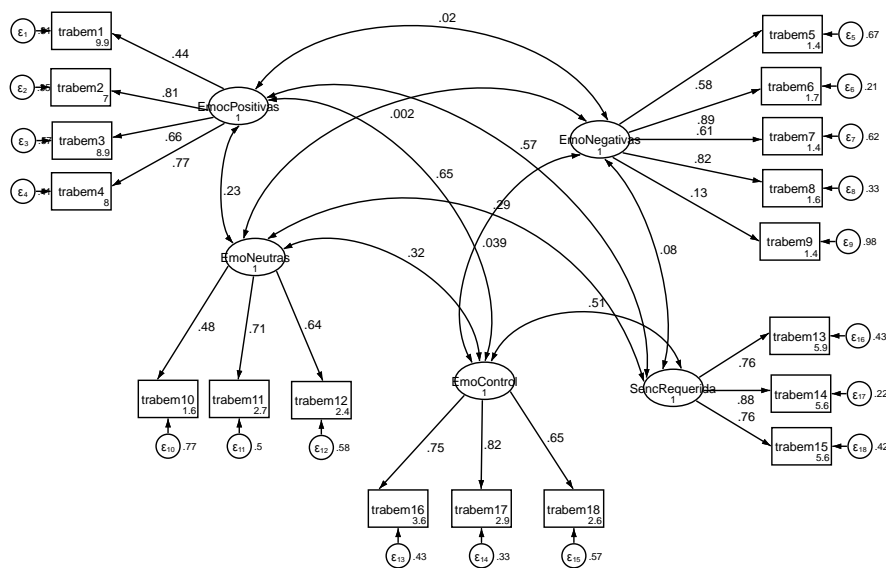 ε1 trabem1 9.9
ε2 trabem2 7
ε3 trabem3 8.9
ε4 trabem4 8
.44
.81
.66
.77
EmocPositivas 1
.02
.002
.57
.65
.23
.29
.32
.039
.08
.51
EmoNegativas 1
.58
.89
.61
.82
.13
trabem5 1.4 ε5 .67
trabem6 1.7 ε6 .21
trabem7 1.4 ε7 .62
trabem8 1.6 ε8 .33
trabem9 1.4 ε9 .98
EmoNeutras 1
.48
.71
.64
trabem10 1.6 ε10 .77
trabem11 2.7 ε11 .5
trabem12 2.4 ε12 .58
EmoControl 1
.75
.82
.65
trabem16 3.6 ε13 .43
trabem17 2.9 ε14 .33
trabem18 2.6 ε15 .57
SencRequerida 1
.76
.88
.76
trabem13 5.9 ε16 .43
trabem14 5.6 ε17 .22
trabem15 5.6 ε18 .42